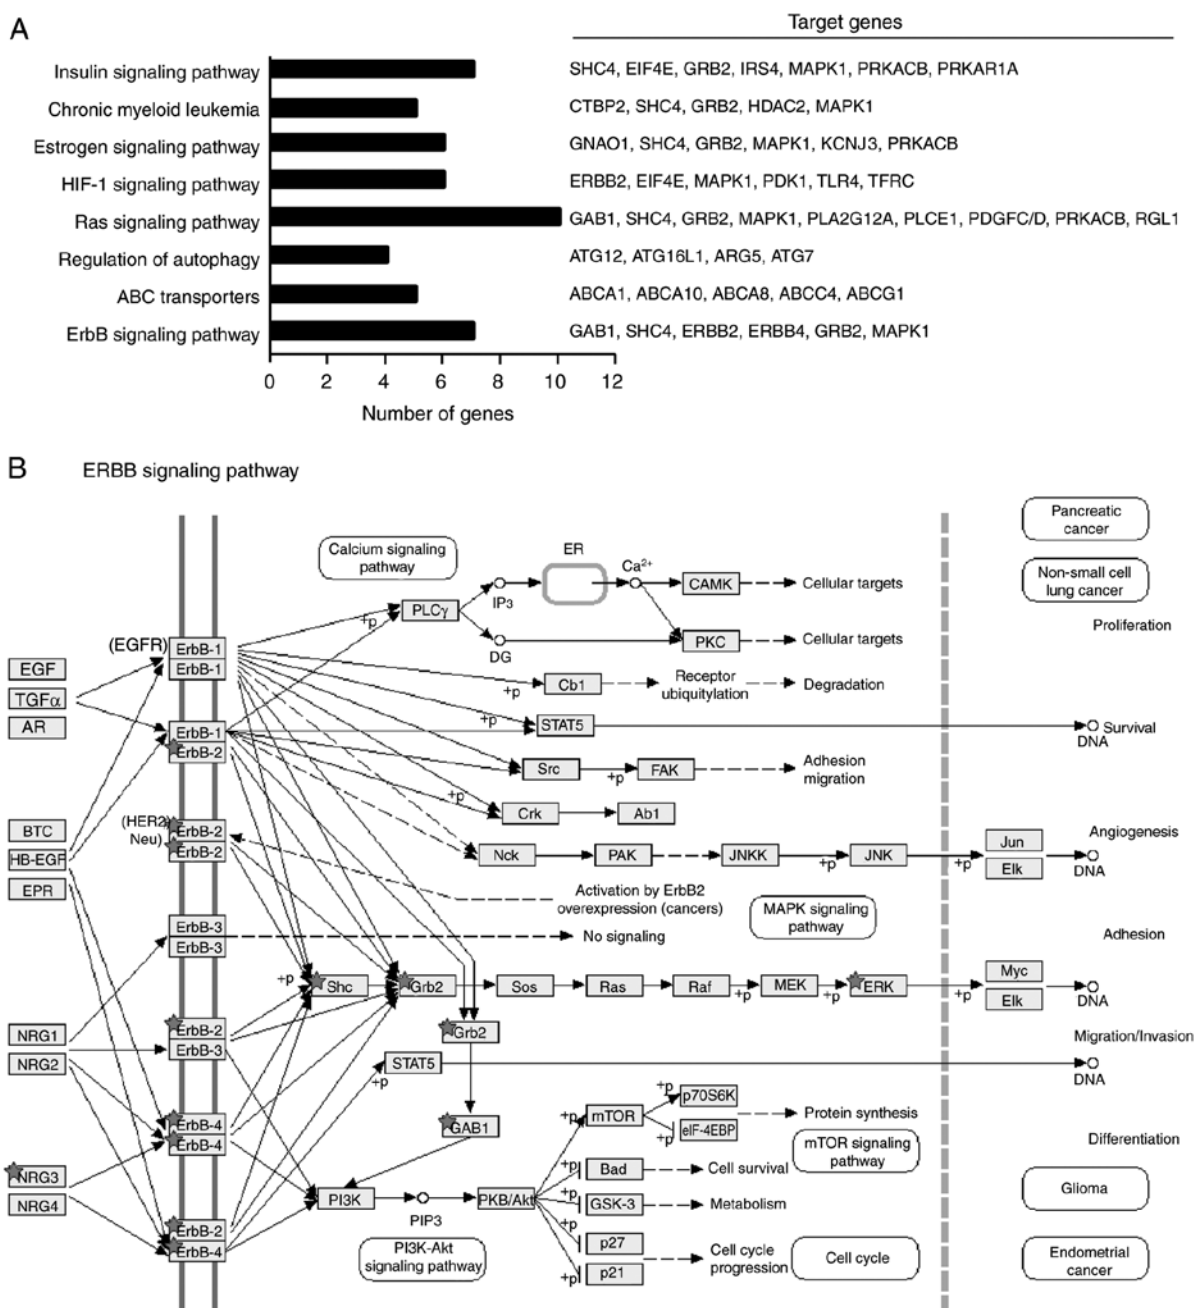 A
Target genes
Insulin signaling pathway
SHC4, EIF4E, GRB2, IRS4, MAPK1, PRKACB, PRKAR1A
Chronic myeloid leukemia
CTBP2, SHC4, GRB2, HDAC2, MAPK1
Estrogen signaling pathway
GNAO1, SHC4, GRB2, MAPK1, KCNJ3, PRKACB
HIF-1 signaling pathway
ERBB2, EIF4E, MAPK1, PDK1, TLR4, TFRC
Ras signaling pathway
GAB1, SHC4, GRB2, MAPK1, PLA2G12A, PLCE1, PDGFC/D, PRKACB, RGL1
Regulation of autophagy
ATG12, ATG16L1, ARG5, ATG7
ABC transporters
ABCA1, ABCA10, ABCA8, ABCC4, ABCG1
ErbB signaling pathway
GAB1, SHC4, ERBB2, ERBB4, GRB2, MAPK1
0 2 4 6 8 10 12
Number of genes
B
ERBB signaling pathway
Pancreatic
cancer
Calcium signaling
pathway
ER
Ca2+
Non-small cell
lung cancer
IP3
CAMK
Cellular targets
PLCγ
+p
Proliferation
DG
PKC
Cellular targets
(EGFR)
ErbB-1
ErbB-1
EGF
TGFα
AR
+p
Cb1
Receptor
ubiquitylation
Degradation
ErbB-1
ErbB-2
+p
STAT5
Survival
DNA
Src
+p
FAK
Adhesion
migration
+p
Crk
Ab1
BTC
HB-EGF
EPR
(HER2
Neu)
ErbB-2
ErbB-2
Angiogenesis
Nck
PAK
JNKK
+p
JNK
+p
Jun
Elk
DNA
Activation by ErbB2
overexpression (cancers)
MAPK signaling
pathway
ErbB-3
ErbB-3
No signaling
Adhesion
+p
Shc
Grb2
Sos
Ras
Raf
+p
MEK
+p
ERK
+p
Myc
Elk
DNA
NRG1
NRG2
ErbB-2
ErbB-3
Grb2
Migration/Invasion
STAT5
+p
DNA
ErbB-4
ErbB-4
GAB1
+p
mTOR
+p
p70S6K
+p
eIF-4EBP
Protein synthesis
mTOR signaling
pathway
Differentiation
NRG3
NRG4
+p
Bad
Cell survival
PI3K
PIP3
PKB/Akt
+p
GSK-3
Metabolism
Glioma
ErbB-2
ErbB-4
PI3K-Akt
signaling pathway
+p
p27
+p
p21
Cell cycle
progression
Cell cycle
Endometrial
cancer